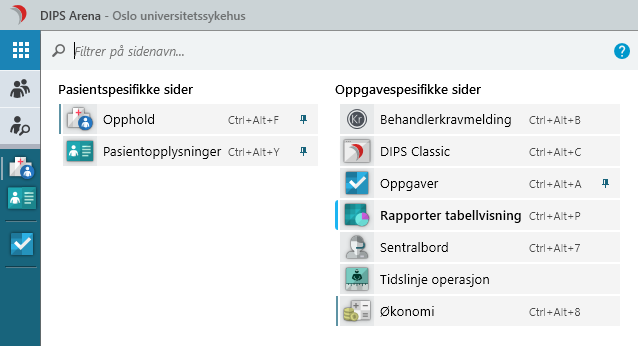 DIPS Arena - Oslo universitetssykehus
Filtrer på sidenavn...
?
Pasientspesifikke sider
Opphold Ctrl+Alt+F
Pasientopplysninger Ctrl+Alt+Y
Oppgavespesifikke sider
Kr Behandlerkravmelding Ctrl+Alt+B
DIPS Classic Ctrl+Alt+C
Oppgaver Ctrl+Alt+A
Rapporter tabellvisning Ctrl+Alt+P
Sentralbord Ctrl+Alt+7
Tidslinje operasjon
Økonomi Ctrl+Alt+8